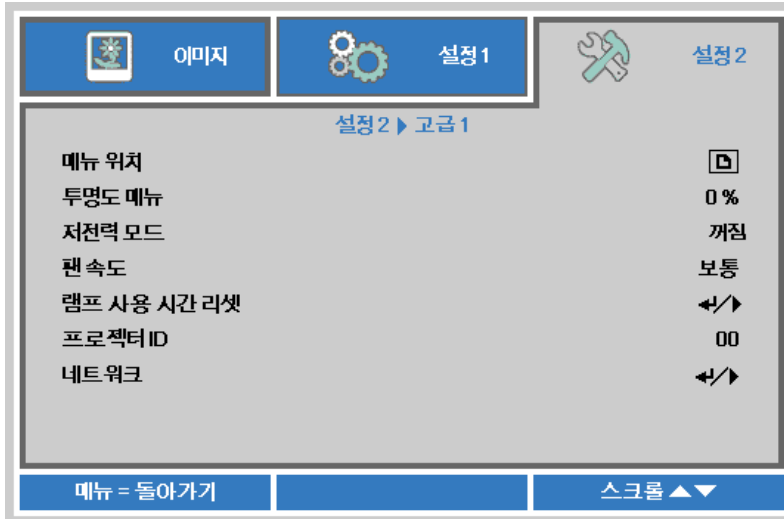 이미지
설정 1
설정 2
설정 2 ▶ 고급 1
메뉴 위치
투명도 메뉴 0 %
저전력 모드 꺼짐
팬 속도 보통
램프 사용 시간 리셋 ↵/▶
프로젝터 ID 00
네트워크 ↵/▶
메뉴 = 돌아가기
스크롤 ▲▼